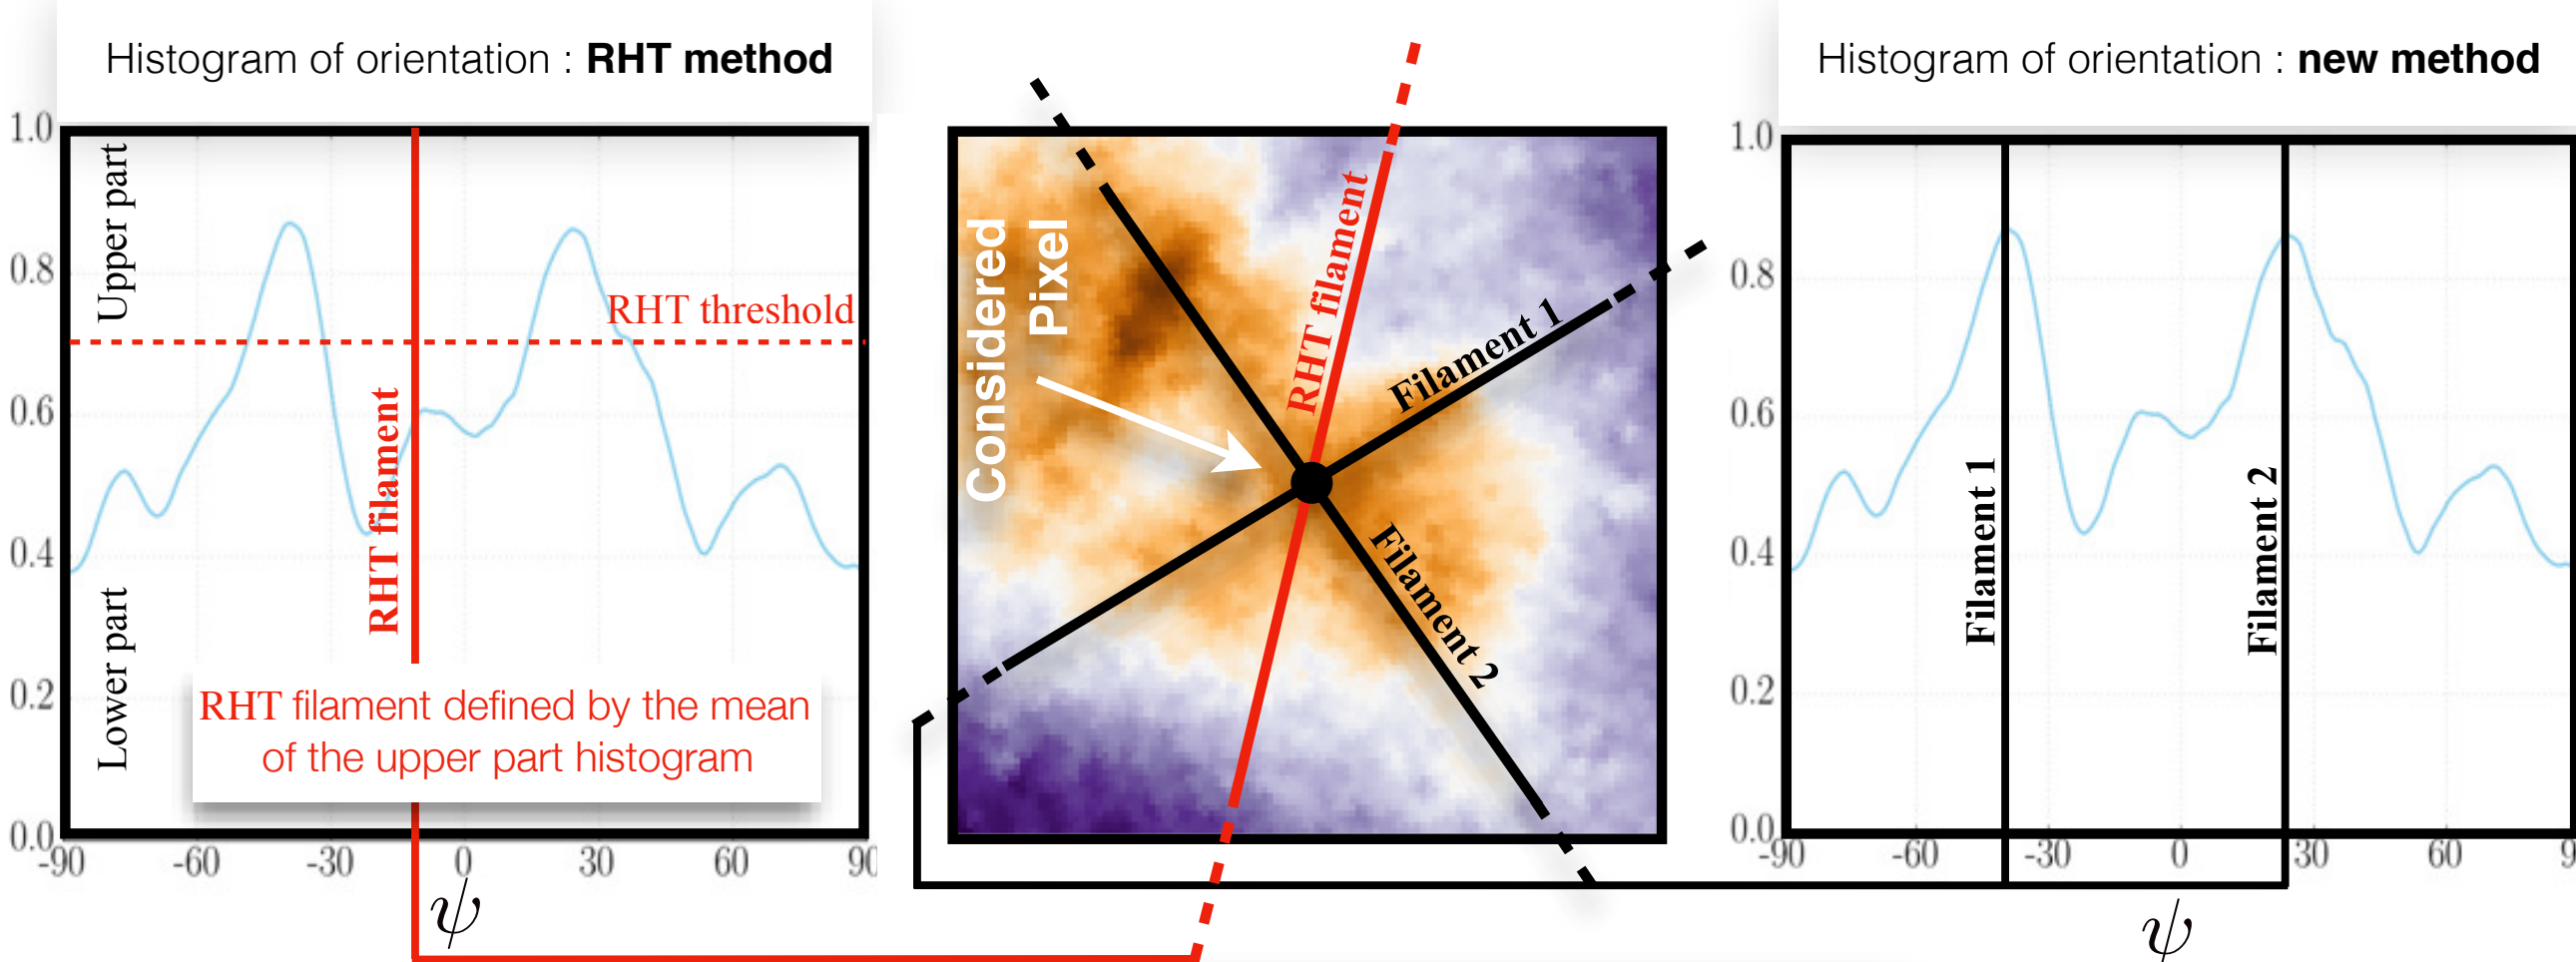 Histogram of orientation : RHT method
1.0
0.8
0.6
0.4
0.2
0.0
Upper part
Lower part
RHT threshold
RHT filament
RHT filament defined by the mean
of the upper part histogram
-90
-60
-30
0
30
60
90
ψ
Considered
Pixel
RHT filament
Filament 1
Filament 2
Histogram of orientation : new method
1.0
0.8
0.6
0.4
0.2
0.0
Filament 1
Filament 2
-90
-60
-30
0
30
60
9
ψ